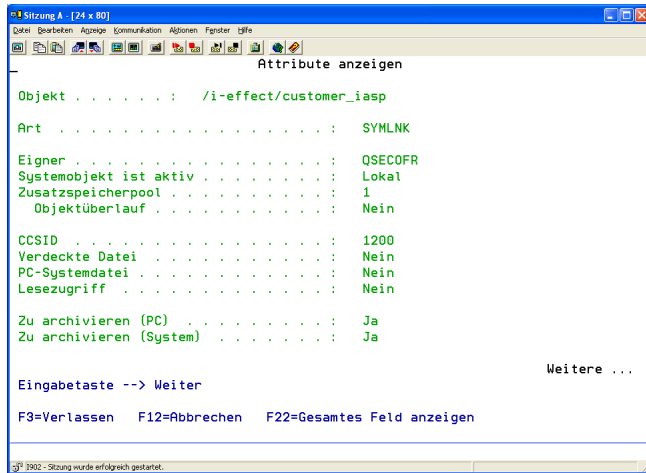 Sitzung A - [24 x 80]
Datei Bearbeiten Anzeige Kommunikation Aktionen Fenster Hilfe
Attribute anzeigen
Objekt . . . . . . :   /i-effect/customer_iasp
Art  . . . . . . . . . . . . . . . . . :   SYMLNK
Eigner . . . . . . . . . . . . . . . . :   QSECOFR
Systemobjekt ist aktiv . . . . . . . . :   Lokal
Zusatzspeicherpool . . . . . . . . . . :   1
Objektüberlauf . . . . . . . . . . . :   Nein
CCSID  . . . . . . . . . . . . . . . . :   1200
Verdeckte Datei  . . . . . . . . . . . :   Nein
PC-Systemdatei . . . . . . . . . . . . :   Nein
Lesezugriff  . . . . . . . . . . . . . :   Nein
Zu archivieren (PC)  . . . . . . . . . :   Ja
Zu archivieren (System)  . . . . . . . :   Ja
Weitere ...
Eingabetaste --> Weiter
F3=Verlassen   F12=Abbrechen   F22=Gesamtes Feld anzeigen
I902 - Sitzung wurde erfolgreich gestartet.